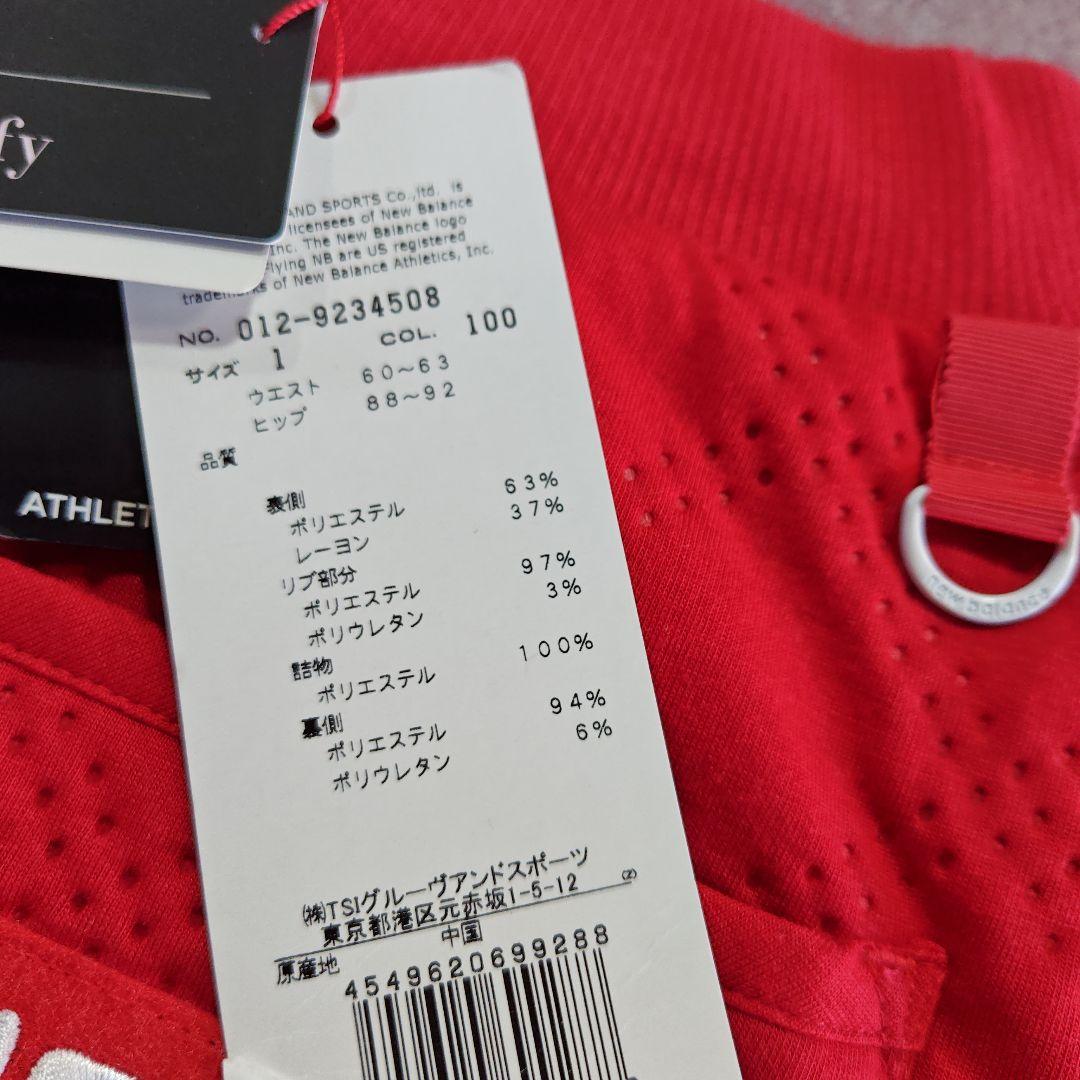 fy
AND SPORTS Co.,ltd. is
licensees of New Balance
Inc. The New Balance logo
Flying NB are US registered
trademarks of New Balance Athletics, Inc.
NO. 012-9234508
サイズ 1 COL. 100
ウエスト 60～63
ヒップ 88～92
品質
表側
ポリエステル 63%
レーヨン 37%
リブ部分
ポリエステル 97%
ポリウレタン 3%
詰物
ポリエステル 100%
裏側
ポリエステル 94%
ポリウレタン 6%
㈱TSIグルーヴアンドスポーツ
東京都港区元赤坂1-5-12 (Z)
原産地 中国
4549620699288
ATHLET
new balance